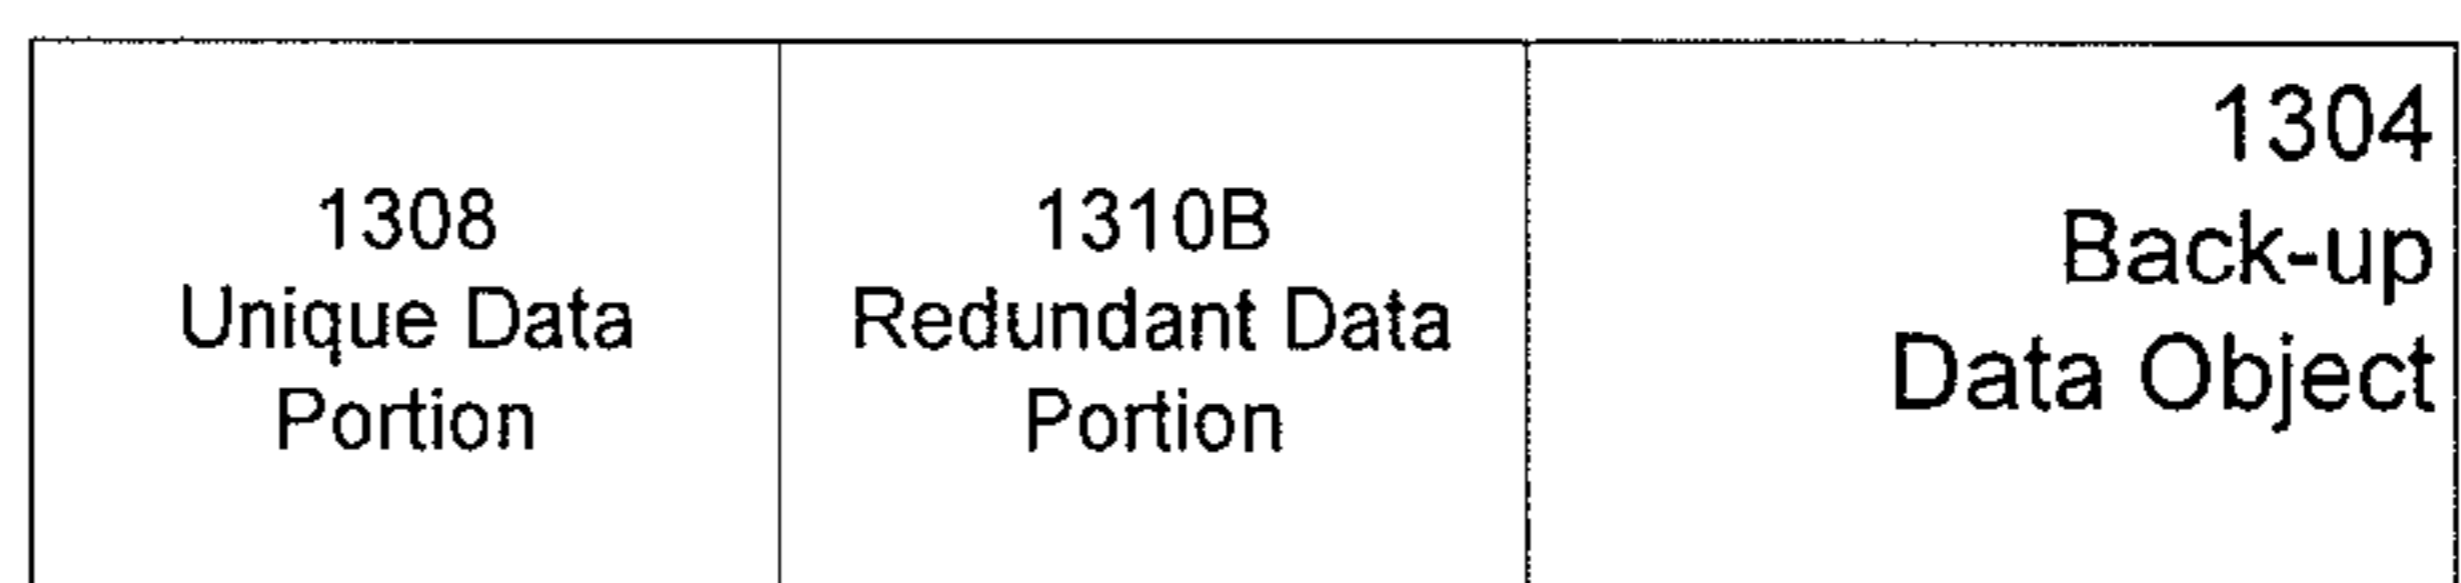 1308
Unique Data
Portion
1310B
Redundant Data
Portion
1304
Back-up
Data Object